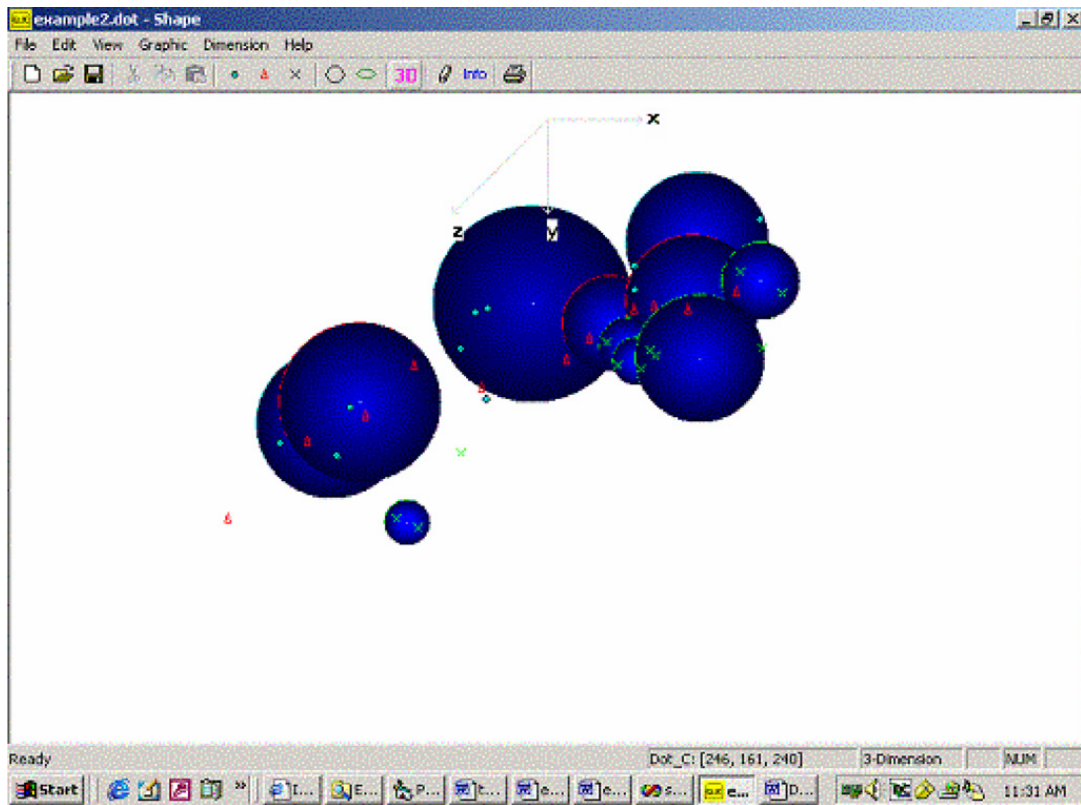 example2.dot - Shape
File Edit View Graphic Dimension Help
3D Info
x
z y
Ready Dot_C: [246, 161, 240] 3-Dimension NUM
Start » I... E... P... t... e... e... s... e... D... 11:31 AM